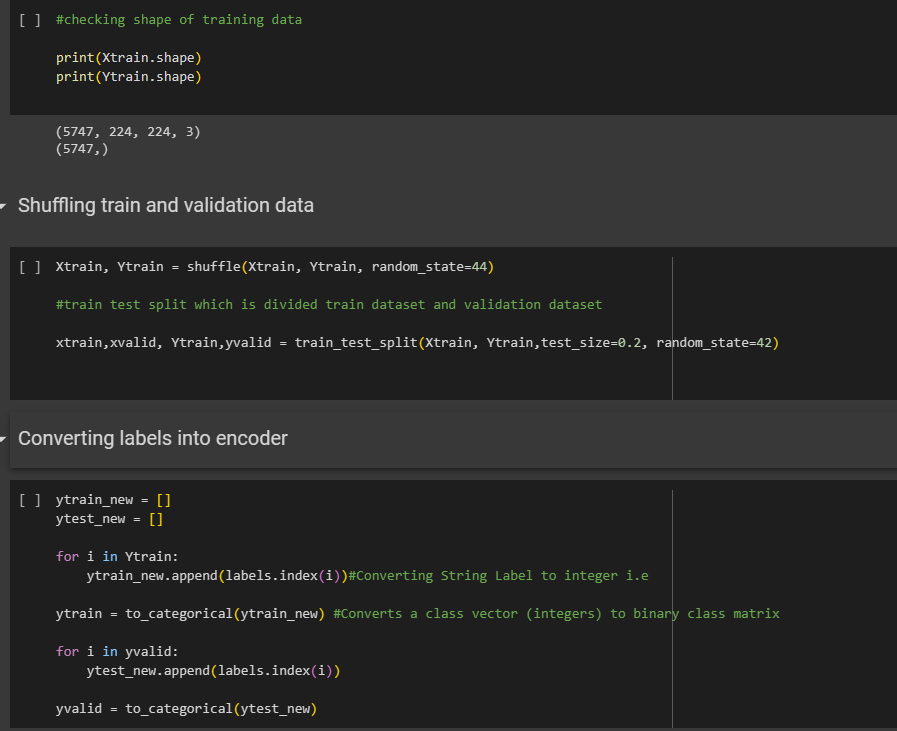 [ ] #checking shape of training data
print(Xtrain.shape)
print(Ytrain.shape)
(5747, 224, 224, 3)
(5747,)
Shuffling train and validation data
[ ] Xtrain, Ytrain = shuffle(Xtrain, Ytrain, random_state=44)
#train test split which is divided train dataset and validation dataset
xtrain,xvalid, Ytrain,yvalid = train_test_split(Xtrain, Ytrain,test_size=0.2, random_state=42)
Converting labels into encoder
[ ] ytrain_new = []
ytest_new = []
for i in Ytrain:
    ytrain_new.append(labels.index(i))#Converting String Label to integer i.e
ytrain = to_categorical(ytrain_new) #Converts a class vector (integers) to binary class matrix
for i in yvalid:
    ytest_new.append(labels.index(i))
yvalid = to_categorical(ytest_new)